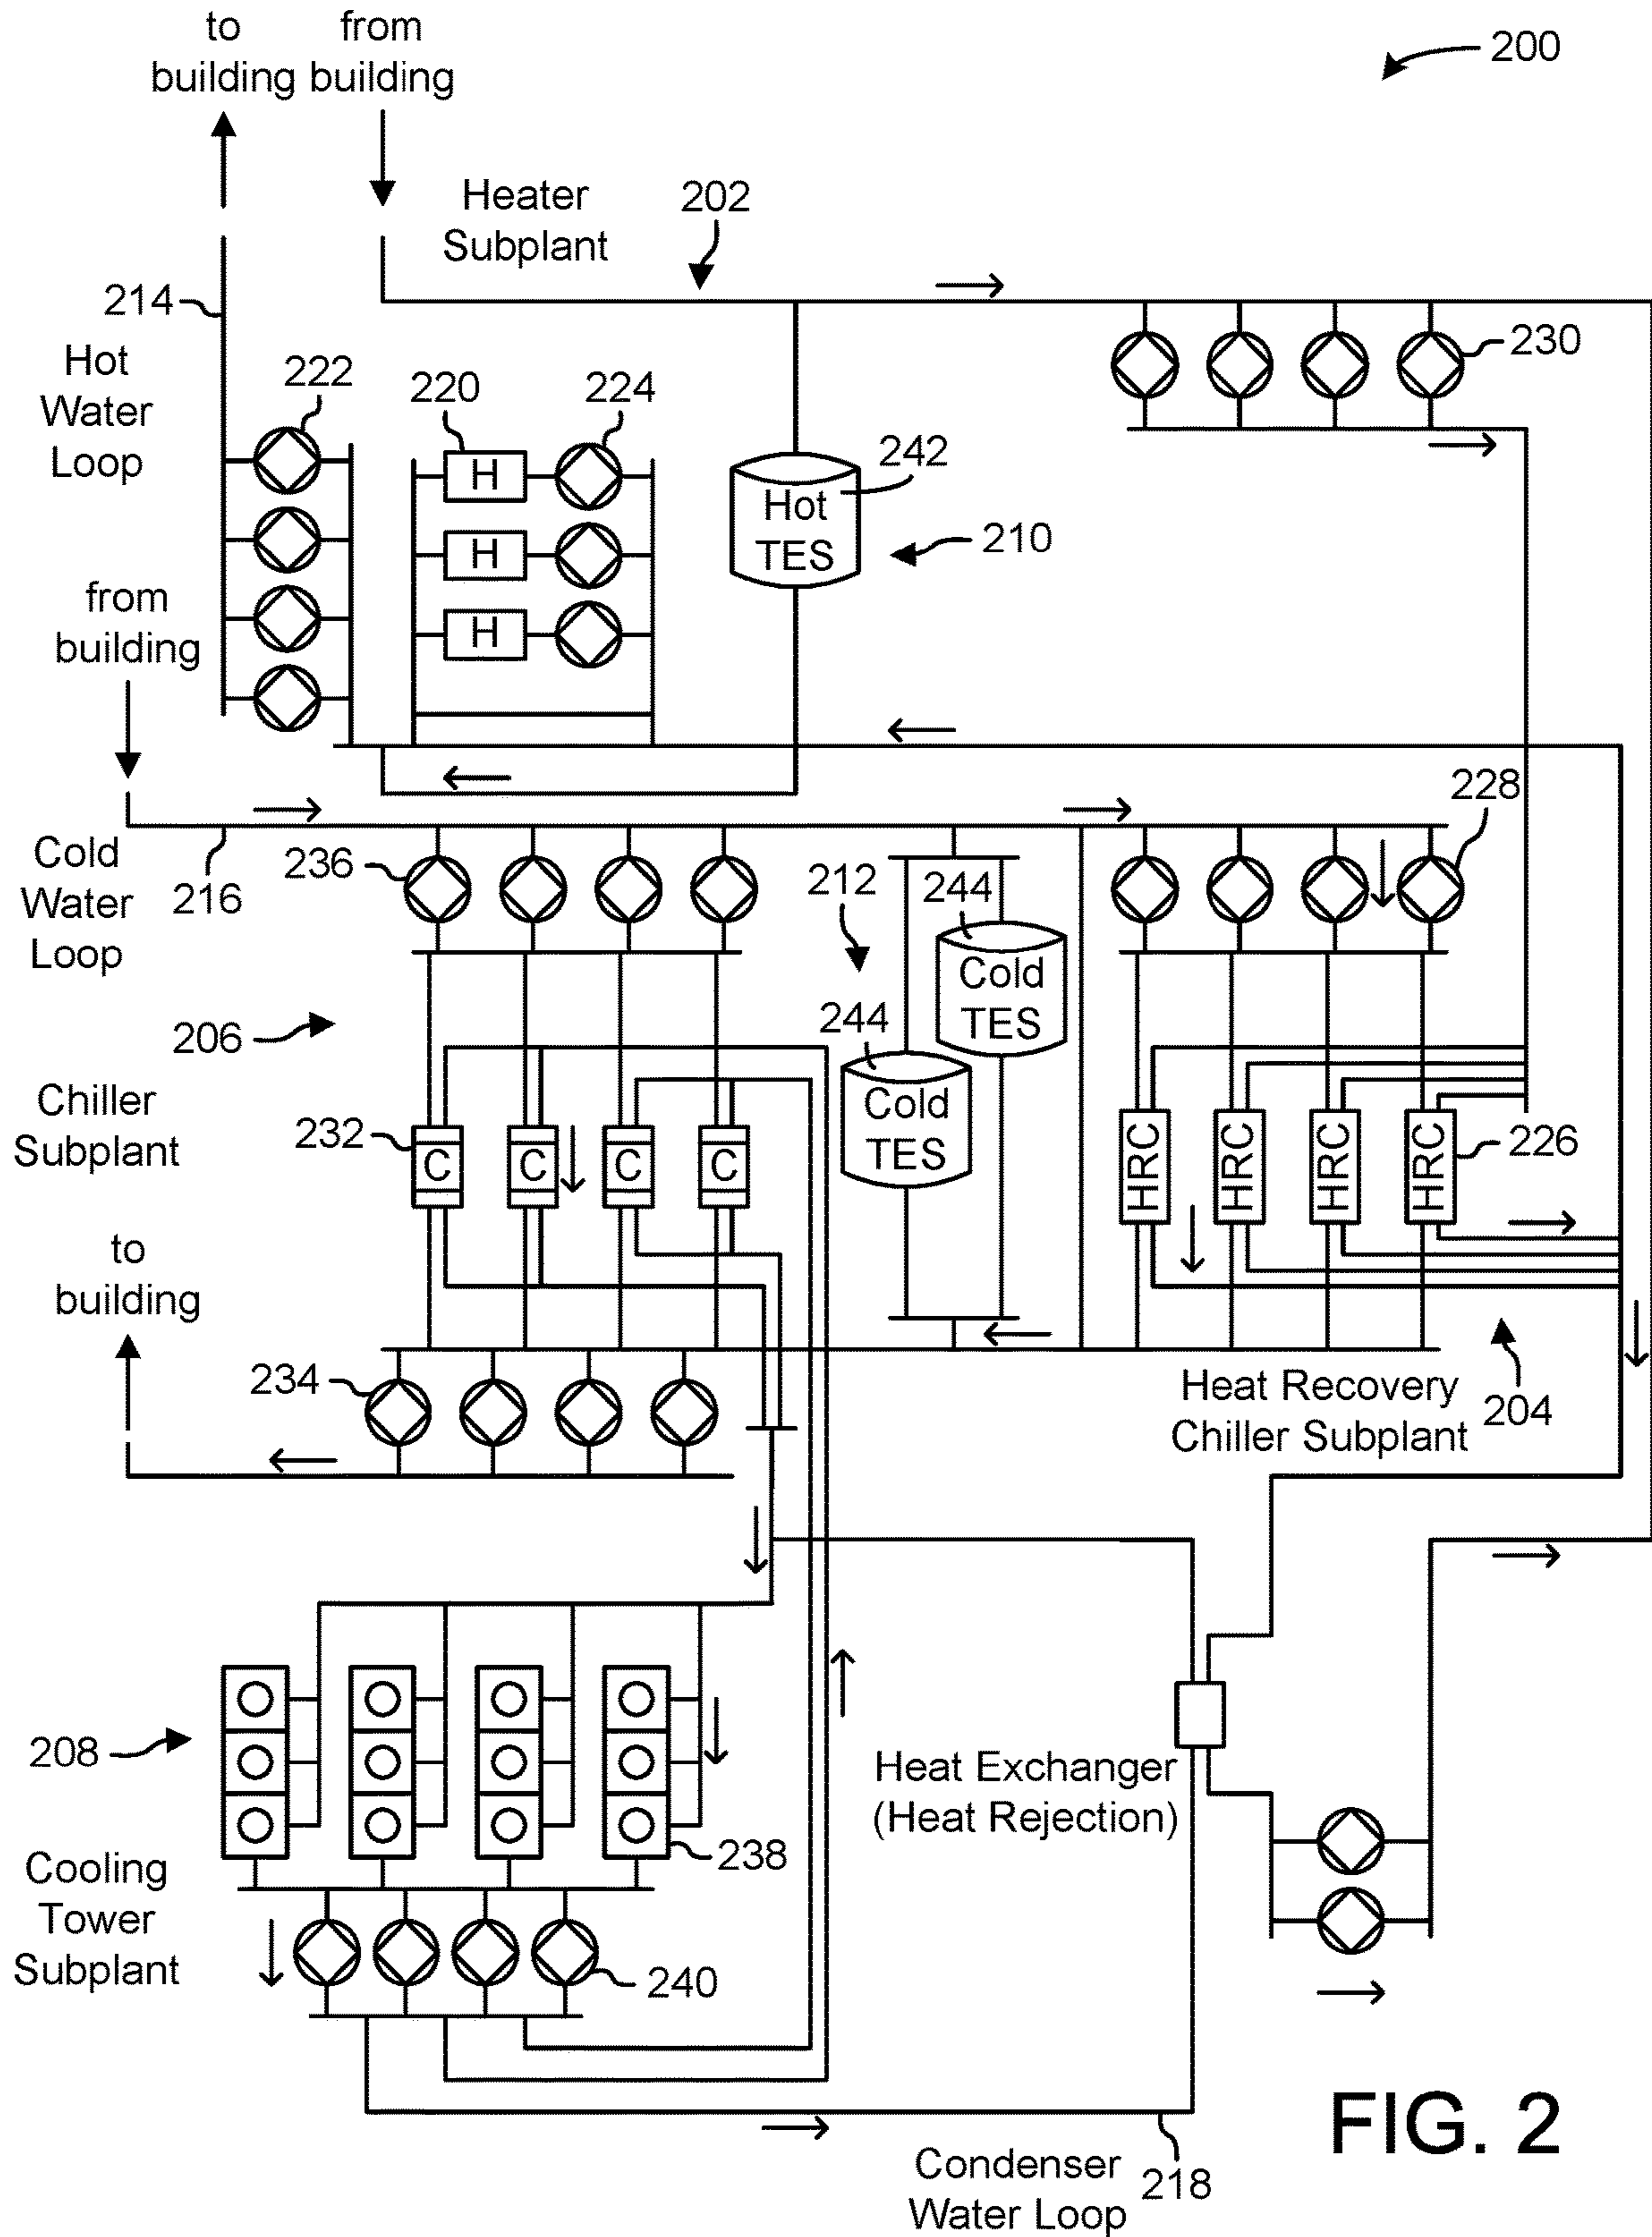 to from
building building
200
Heater
Subplant
202
214
Hot
Water
Loop
222
220
224
230
242
Hot
TES
210
H
H
H
from
building
228
Cold
Water
Loop
216
236
212
244
Cold
TES
244
Cold
TES
206
Chiller
Subplant
232
C C C C
HRC HRC HRC HRC
226
to
building
234
Heat Recovery
Chiller Subplant
204
208
Heat Exchanger
(Heat Rejection)
238
Cooling
Tower
Subplant
240
Condenser
Water Loop
218
FIG. 2